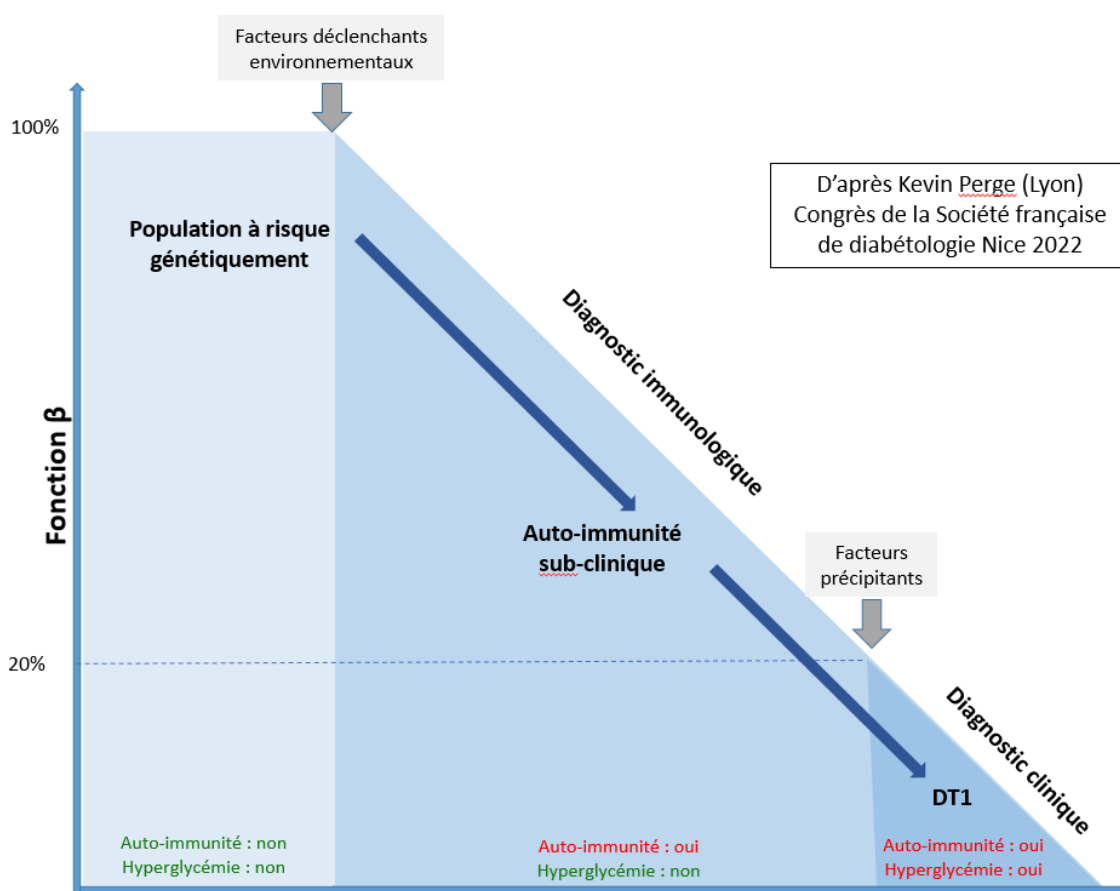 Facteurs déclenchants
environnementaux
100%
D'après Kevin Perge (Lyon)
Congrès de la Société française
de diabétologie Nice 2022
Population à risque
génétiquement
Diagnostic immunologique
Fonction β
Auto-immunité
sub-clinique
Facteurs
précipitants
20%
Diagnostic clinique
DT1
Auto-immunité : non
Hyperglycémie : non
Auto-immunité : oui
Hyperglycémie : non
Auto-immunité : oui
Hyperglycémie : oui